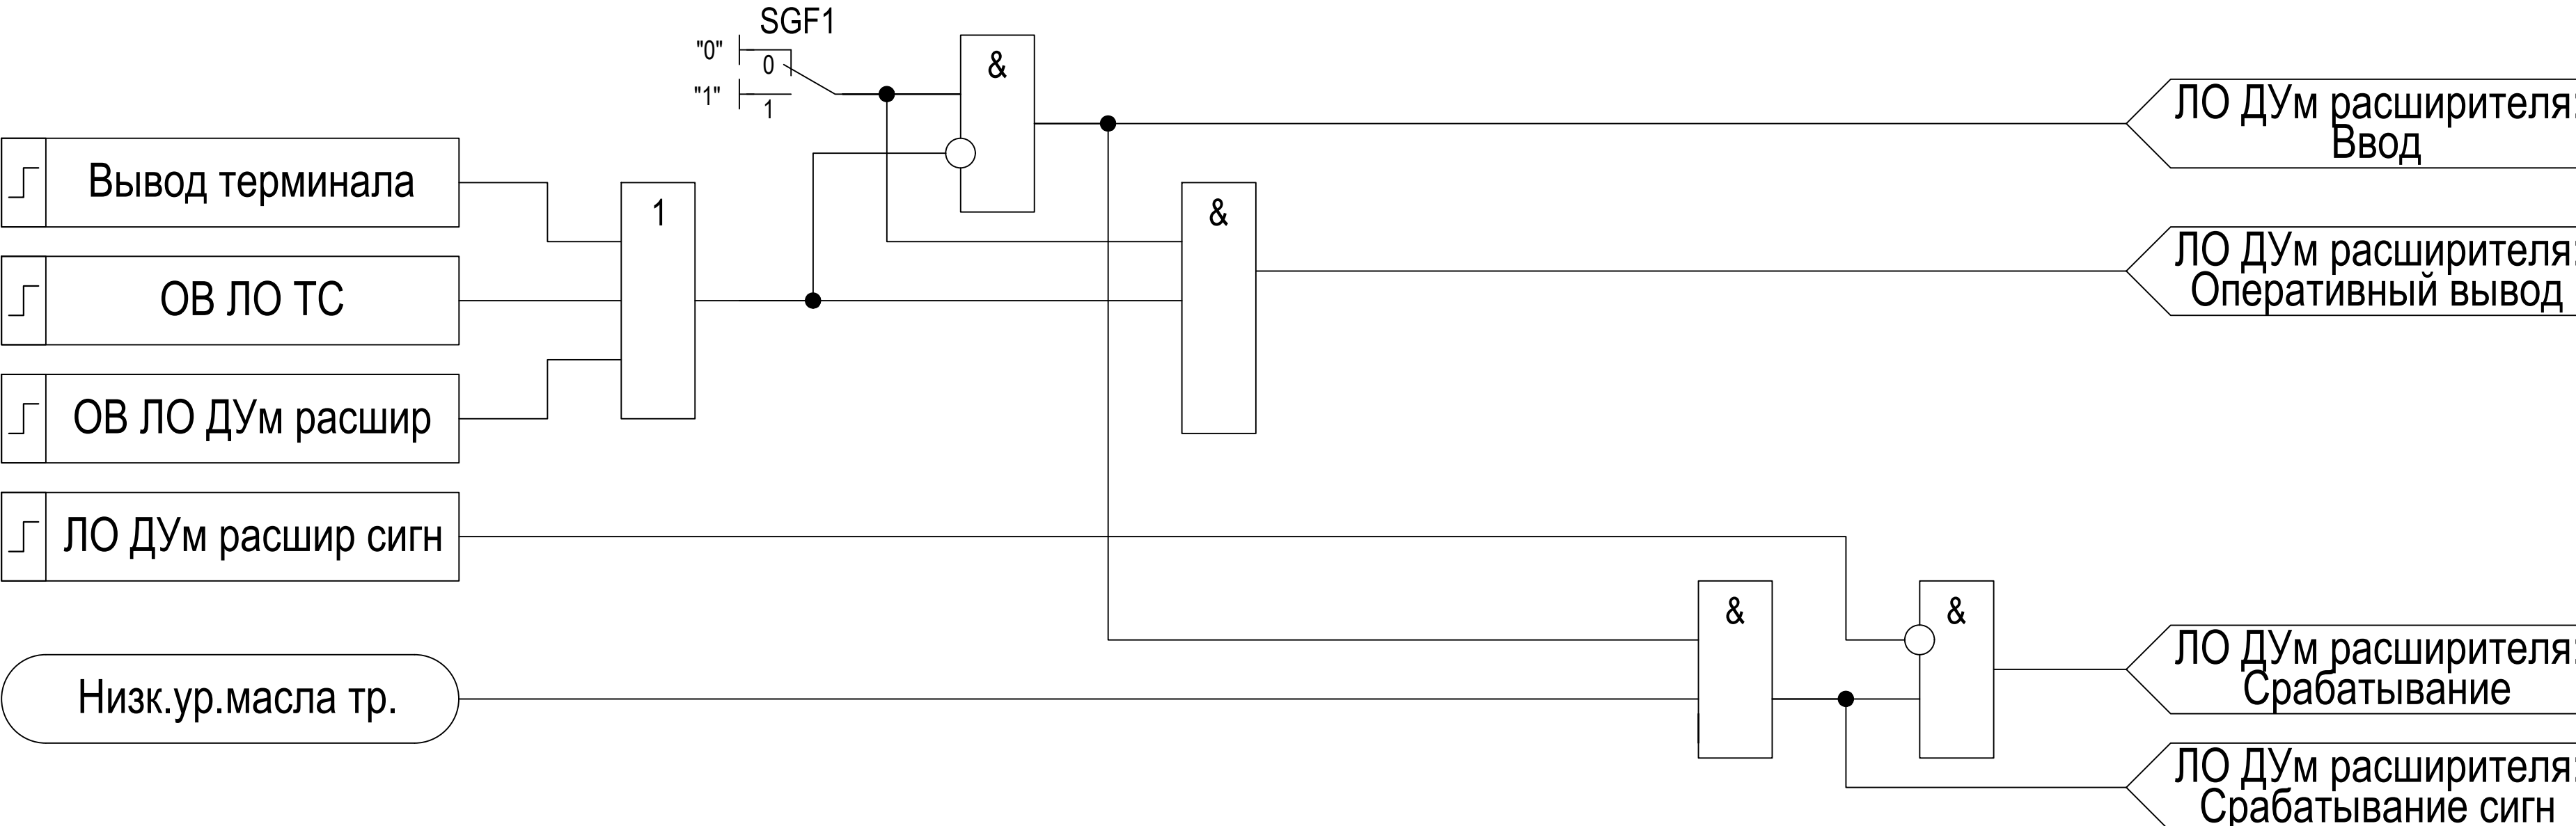 SGF1
"0"
0
"1"
1
&
ЛО ДУм расширителя:
Ввод
Вывод терминала
1
&
ЛО ДУм расширителя:
Оперативный вывод
ОВ ЛО ТС
ОВ ЛО ДУм расшир
ЛО ДУм расшир сигн
&
&
ЛО ДУм расширителя:
Срабатывание
Низк.ур.масла тр.
ЛО ДУм расширителя:
Срабатывание сигн